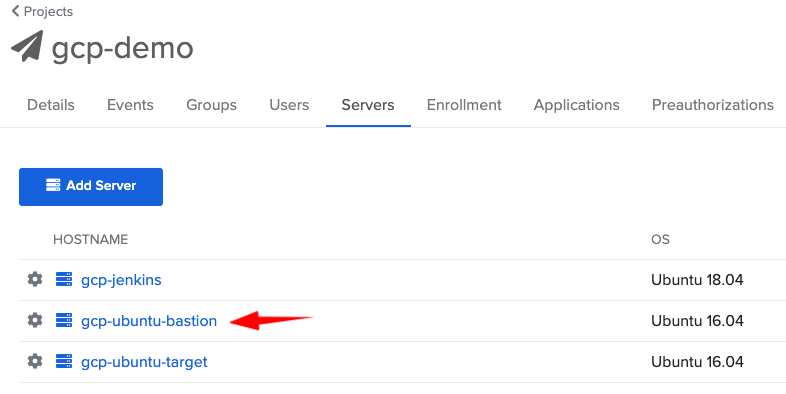 Projects
gcp-demo
Details Events Groups Users Servers Enrollment Applications Preauthorizations
Add Server
HOSTNAME OS
gcp-jenkins Ubuntu 18.04
gcp-ubuntu-bastion Ubuntu 16.04
gcp-ubuntu-target Ubuntu 16.04